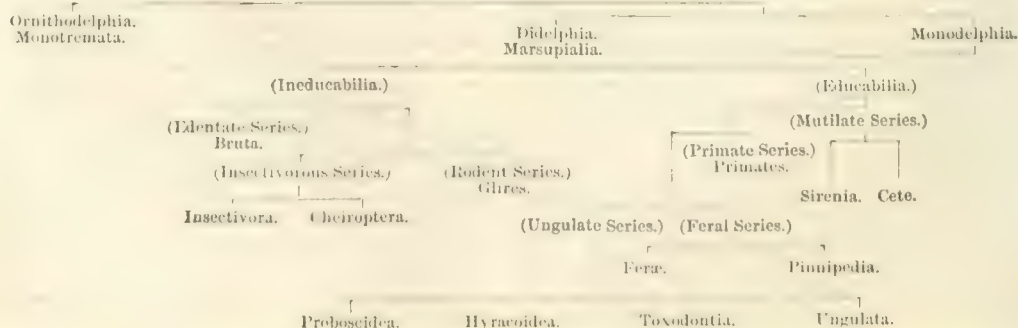 Ornithodelphia.
Monotremata.
Didelphia.
Marsupialia.
Monodelphia.
(Ineducabilia.)
(Educabilia.)
(Edentate Series.)
Bruta.
(Mutilate Series.)
(Primate Series.)
Primates.
(Insectivorous Series.)
(Rodent Series.)
Glires.
Sirenia. Cete.
Insectivora. Cheiroptera.
(Ungulate Series.) (Feral Series.)
Feræ. Pinnipedia.
Proboscidea. Hyracoidea. Toxodontia. Ungulata.